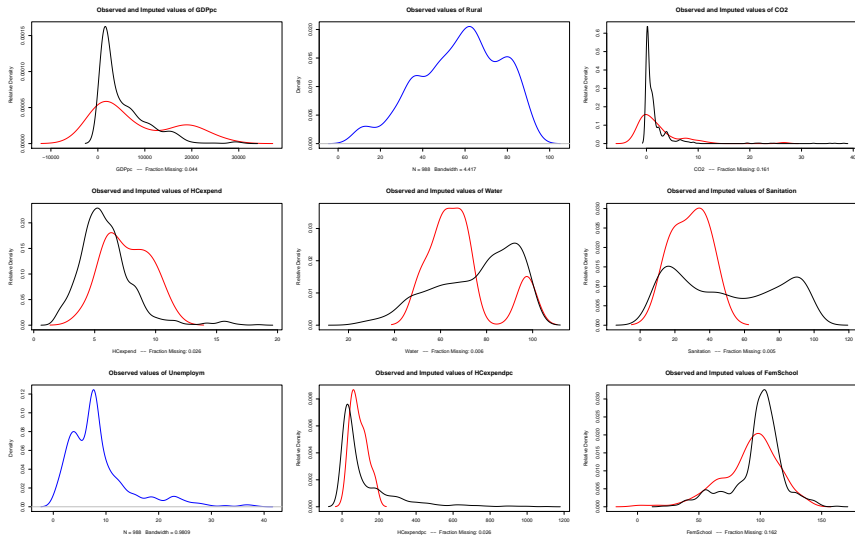 Observed and Imputed values of GDPpc
Relative Density
0.00000 0.00005 0.00010 0.00015
−10000 0 10000 20000 30000
GDPpc −− Fraction Missing: 0.044
Observed values of Rural
Density
0.000 0.005 0.010 0.015 0.020
0 20 40 60 80 100
N = 988 Bandwidth = 4.417
Observed and Imputed values of CO2
Relative Density
0.0 0.1 0.2 0.3 0.4 0.5 0.6
0 10 20 30 40
CO2 −− Fraction Missing: 0.161
Observed and Imputed values of HCexpend
Relative Density
0.00 0.05 0.10 0.15 0.20
0 5 10 15 20
HCexpend −− Fraction Missing: 0.026
Observed and Imputed values of Water
Relative Density
0.00 0.01 0.02 0.03
20 40 60 80 100
Water −− Fraction Missing: 0.006
Observed and Imputed values of Sanitation
Relative Density
0.000 0.005 0.010 0.015 0.020 0.025 0.030
0 20 40 60 80 100 120
Sanitation −− Fraction Missing: 0.005
Observed values of Unemploym
Density
0.00 0.02 0.04 0.06 0.08 0.10 0.12
0 10 20 30 40
N = 988 Bandwidth = 0.9809
Observed and Imputed values of HCexpendpc
Relative Density
0.000 0.002 0.004 0.006 0.008
0 200 400 600 800 1000 1200
HCexpendpc −− Fraction Missing: 0.026
Observed and Imputed values of FemSchool
Relative Density
0.000 0.005 0.010 0.015 0.020 0.025 0.030
0 50 100 150
FemSchool −− Fraction Missing: 0.162